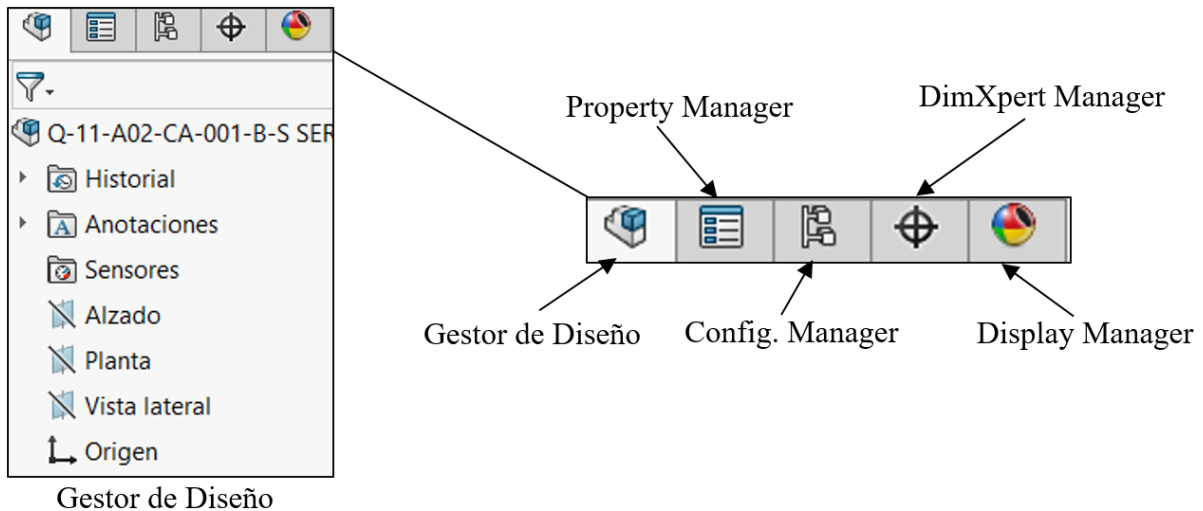 Q-11-A02-CA-001-B-S SER
Historial
A
Anotaciones
Sensores
Alzado
Planta
Vista lateral
Origen
Gestor de Diseño
Property Manager
DimXpert Manager
Gestor de Diseño
Config. Manager
Display Manager